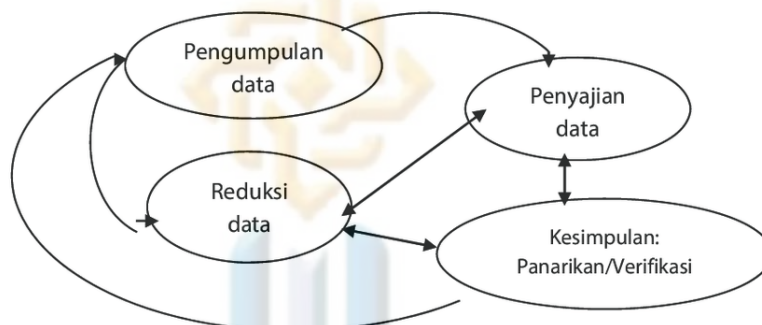 Pengumpulan
data
Penyajian
data
Reduksi
data
Kesimpulan:
Panarikan/Verifikasi